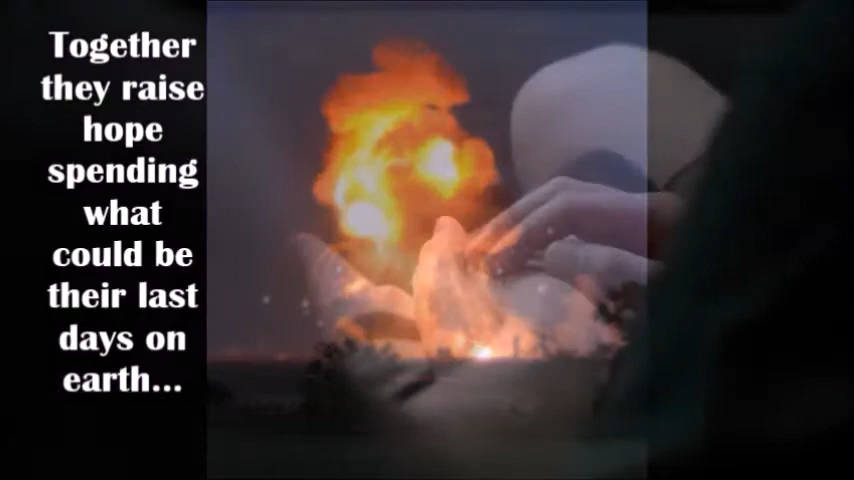 Together
they raise
hope
spending
what
could be
their last
days on
earth...